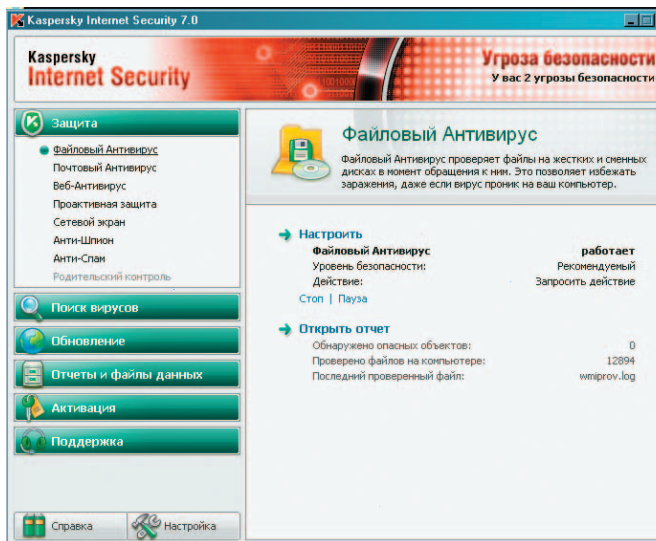 Kaspersky Internet Security 7.0
Kaspersky
Internet Security
Угроза безопасности
У вас 2 угрозы безопасности
Защита
Файловый Антивирус
Почтовый Антивирус
Веб-Антивирус
Проактивная защита
Сетевой экран
Анти-Шпион
Анти-Спам
Родительский контроль
Поиск вирусов
Обновление
Отчеты и файлы данных
Активация
Поддержка
Справка
Настройка
Файловый Антивирус
Файловый Антивирус проверяет файлы на жестких и сменных
дисках в момент обращения к ним. Это позволяет избежать
заражения, даже если вирус проник на ваш компьютер.
Настроить
Файловый Антивирус работает
Уровень безопасности: Рекомендуемый
Действие: Запросить действие
Стоп | Пауза
Открыть отчет
Обнаружено опасных объектов: 0
Проверено файлов на компьютере: 12894
Последний проверенный файл: wmiprov.log